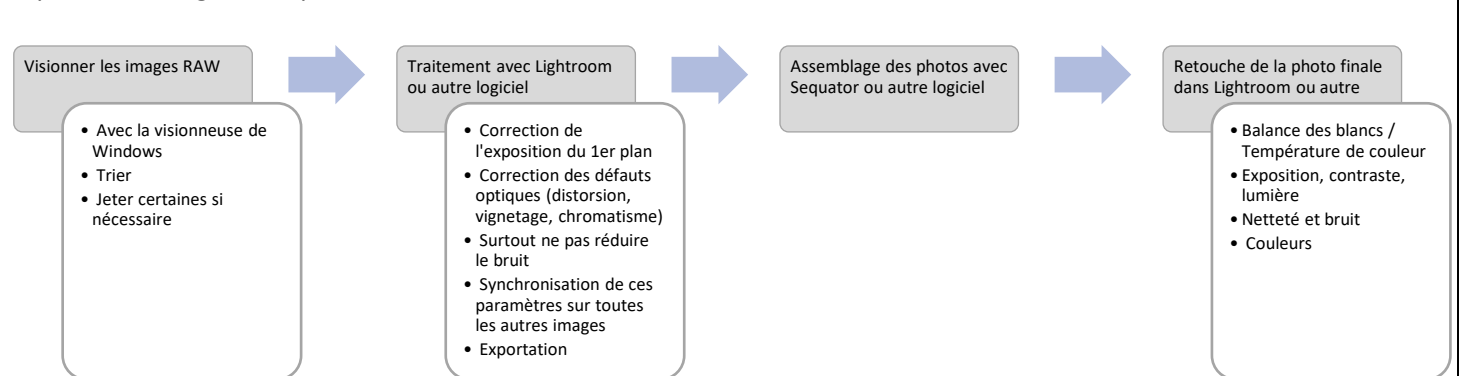 Visionner les images RAW
• Avec la visionneuse de
Windows
• Trier
• Jeter certaines si
nécessaire
Traitement avec Lightroom
ou autre logiciel
• Correction de
l'exposition du 1er plan
• Correction des défauts
optiques (distorsion,
vignetage, chromatisme)
• Surtout ne pas réduire
le bruit
• Synchronisation de ces
paramètres sur toutes
les autres images
• Exportation
Assemblage des photos avec
Sequator ou autre logiciel
Retouche de la photo finale
dans Lightroom ou autre
• Balance des blancs /
Température de couleur
• Exposition, contraste,
lumière
• Netteté et bruit
• Couleurs